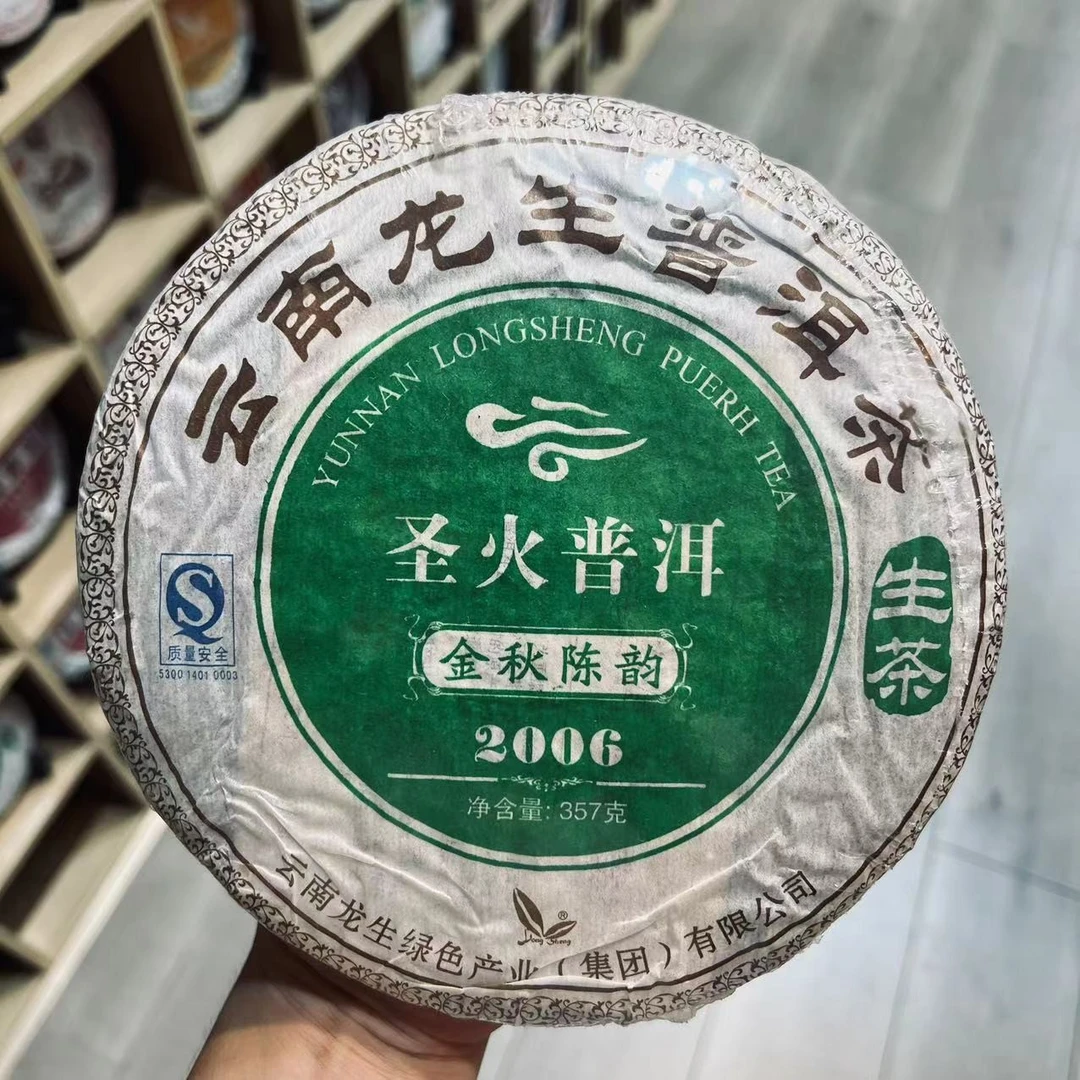 云南龙生普洱茶
YUNNAN LONGSHENG PUERH TEA
圣火普洱
金秋陈韵
2006
净含量: 357克
质量安全
5300 1401 0003
生茶
Long Sheng
®
云南龙生绿色产业（集团）有限公司